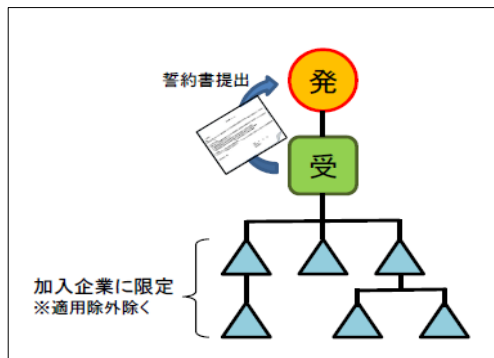 誓約書提出
発
受
加入企業に限定
※適用除外除く